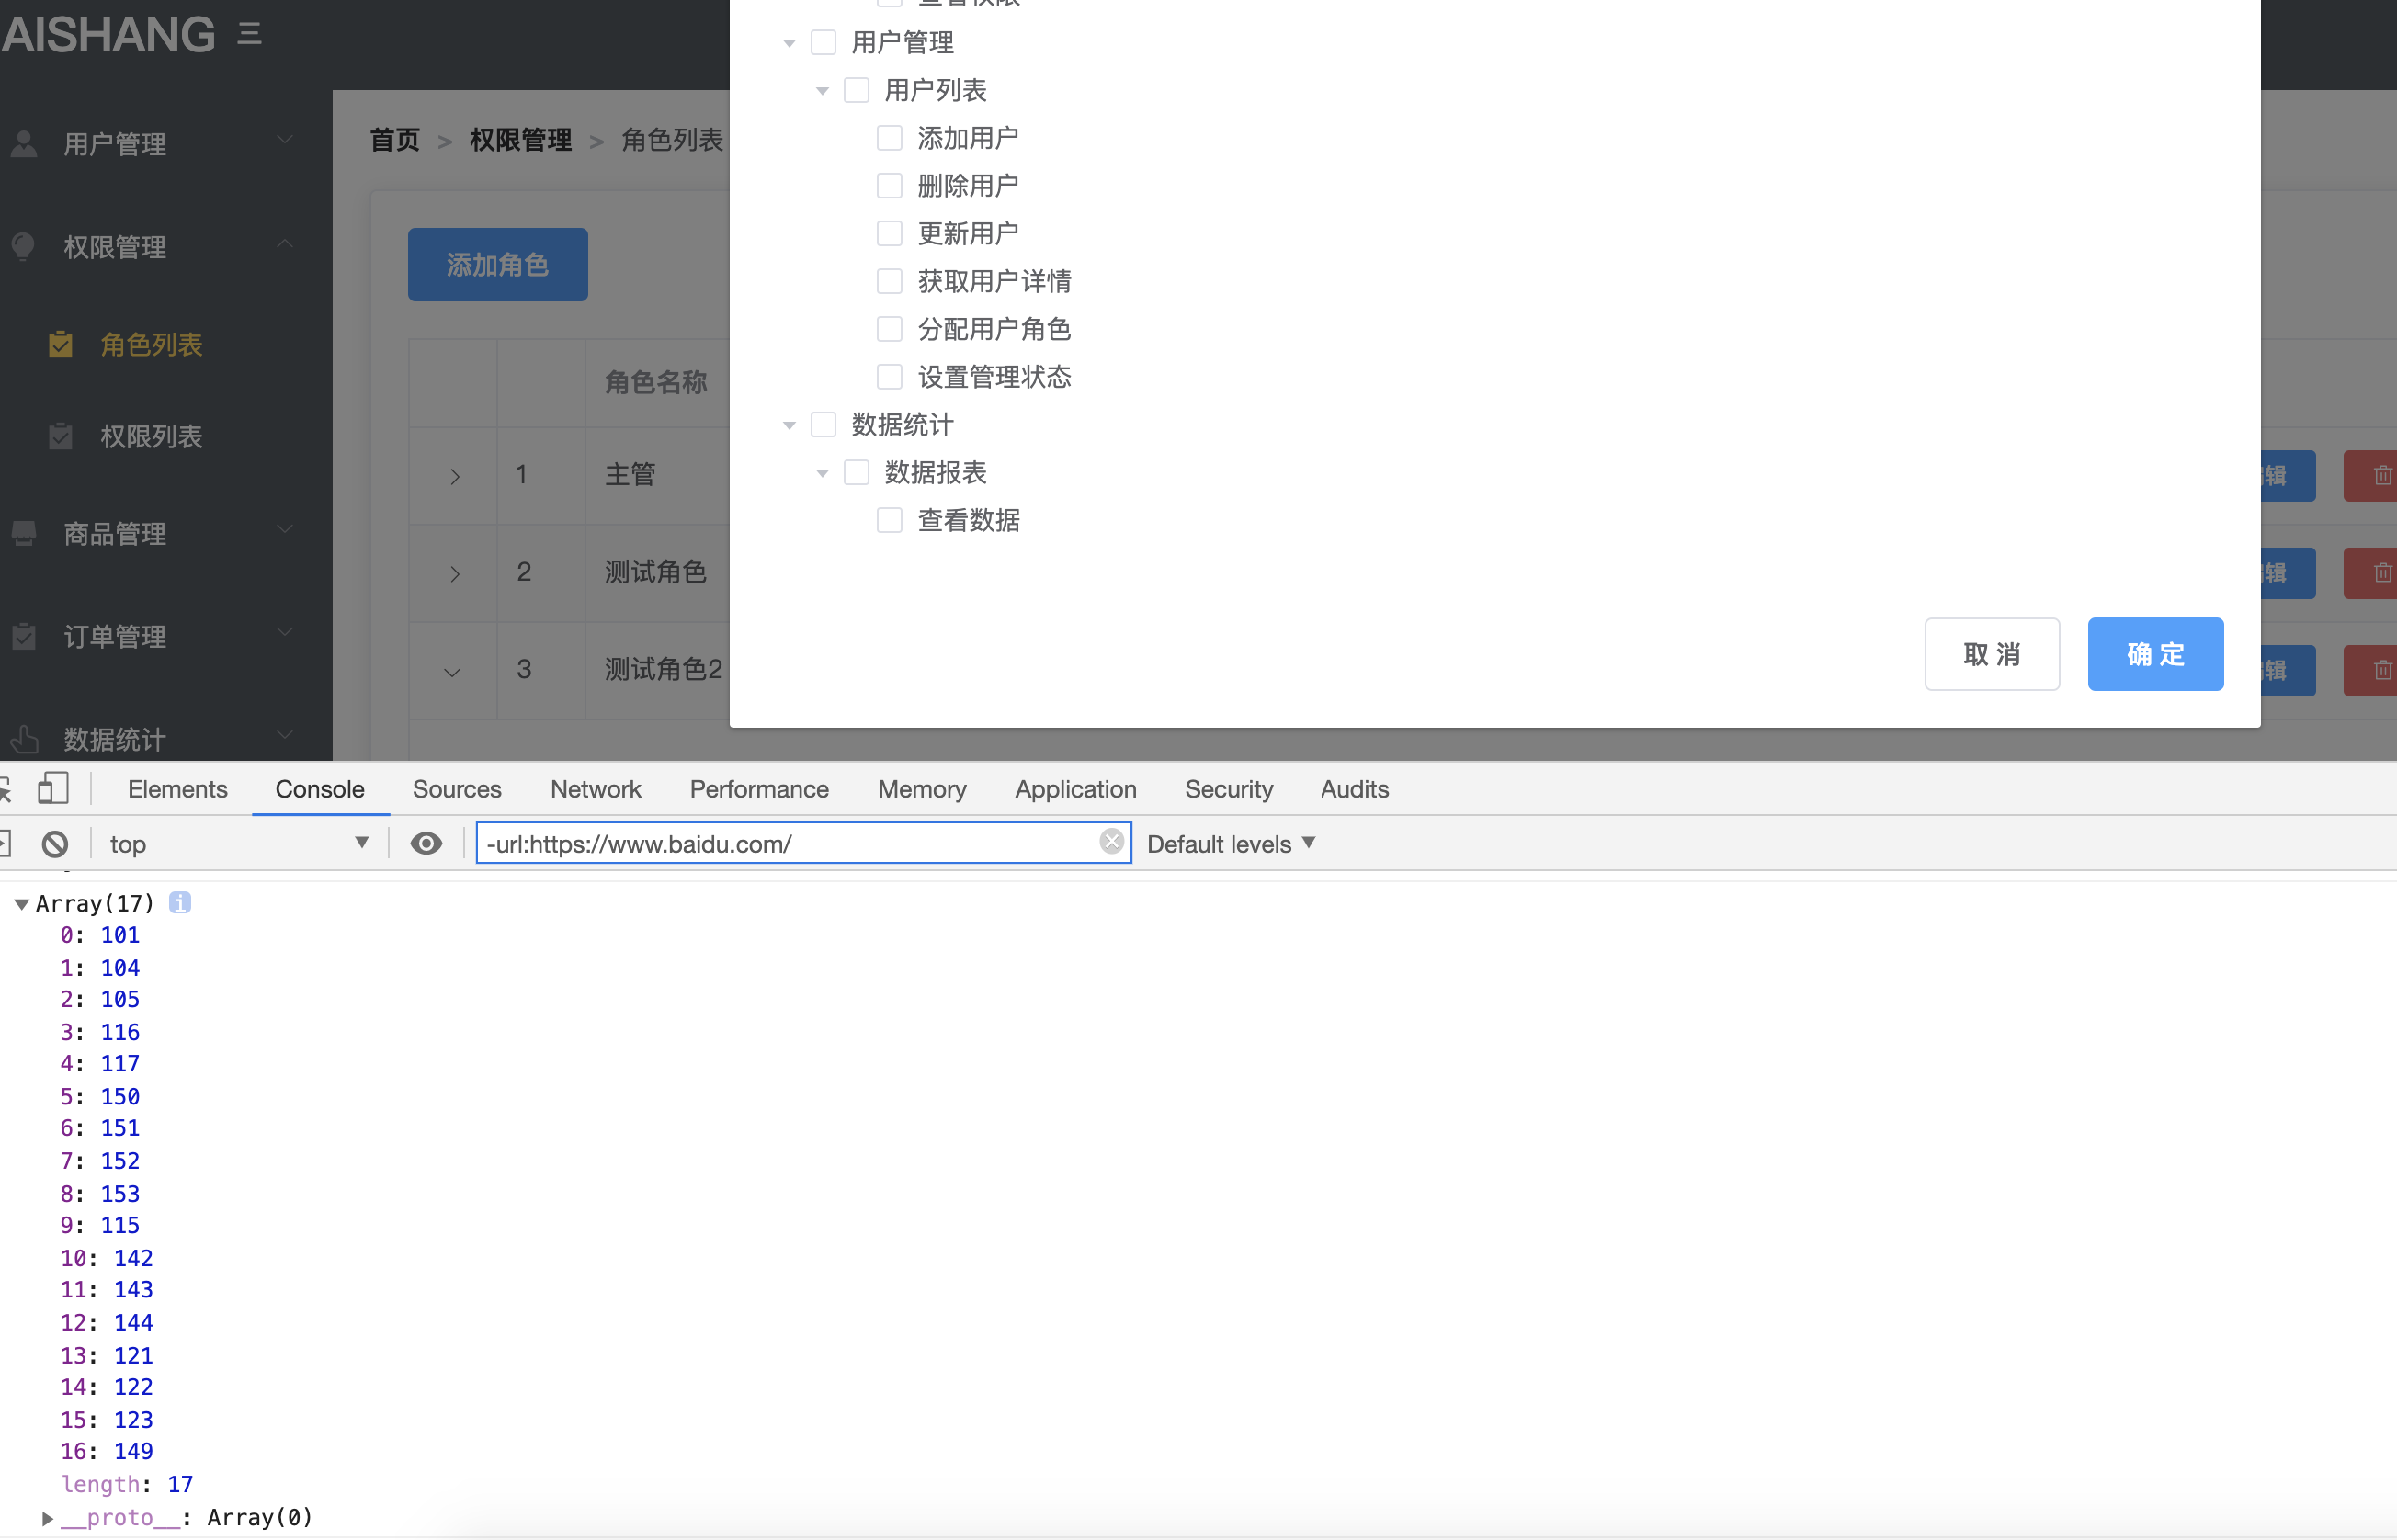 AISHANG
用户管理
权限管理
角色列表
权限列表
商品管理
订单管理
数据统计
首页 > 权限管理 > 角色列表
添加角色
角色名称
1 主管
2 测试角色
3 测试角色2
查看权限
用户管理
用户列表
添加用户
删除用户
更新用户
获取用户详情
分配用户角色
设置管理状态
数据统计
数据报表
查看数据
取 消 确 定
辑
辑
辑
Elements Console Sources Network Performance Memory Application Security Audits
top -url:https://www.baidu.com/ Default levels
Array(17) i
0: 101
1: 104
2: 105
3: 116
4: 117
5: 150
6: 151
7: 152
8: 153
9: 115
10: 142
11: 143
12: 144
13: 121
14: 122
15: 123
16: 149
length: 17
__proto__: Array(0)